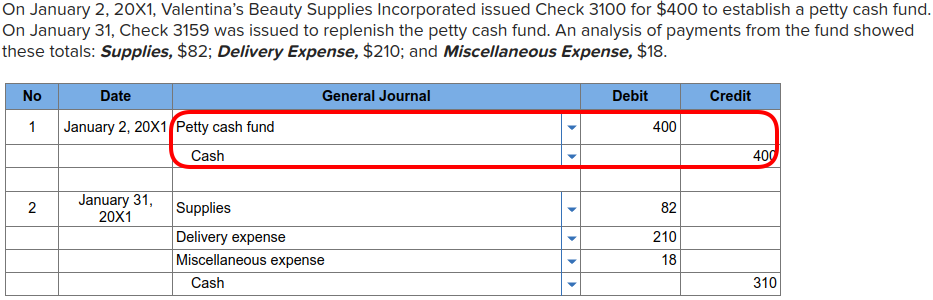 On January 2, 20X1, Valentina's Beauty Supplies Incorporated issued Check 3100 for $400 to establish a petty cash fund.
On January 31, Check 3159 was issued to replenish the petty cash fund. An analysis of payments from the fund showed
these totals: Supplies, $82; Delivery Expense, $210; and Miscellaneous Expense, $18.
No Date General Journal Debit Credit
1 January 2, 20X1 Petty cash fund 400
Cash 400
2 January 31, 20X1 Supplies 82
Delivery expense 210
Miscellaneous expense 18
Cash 310